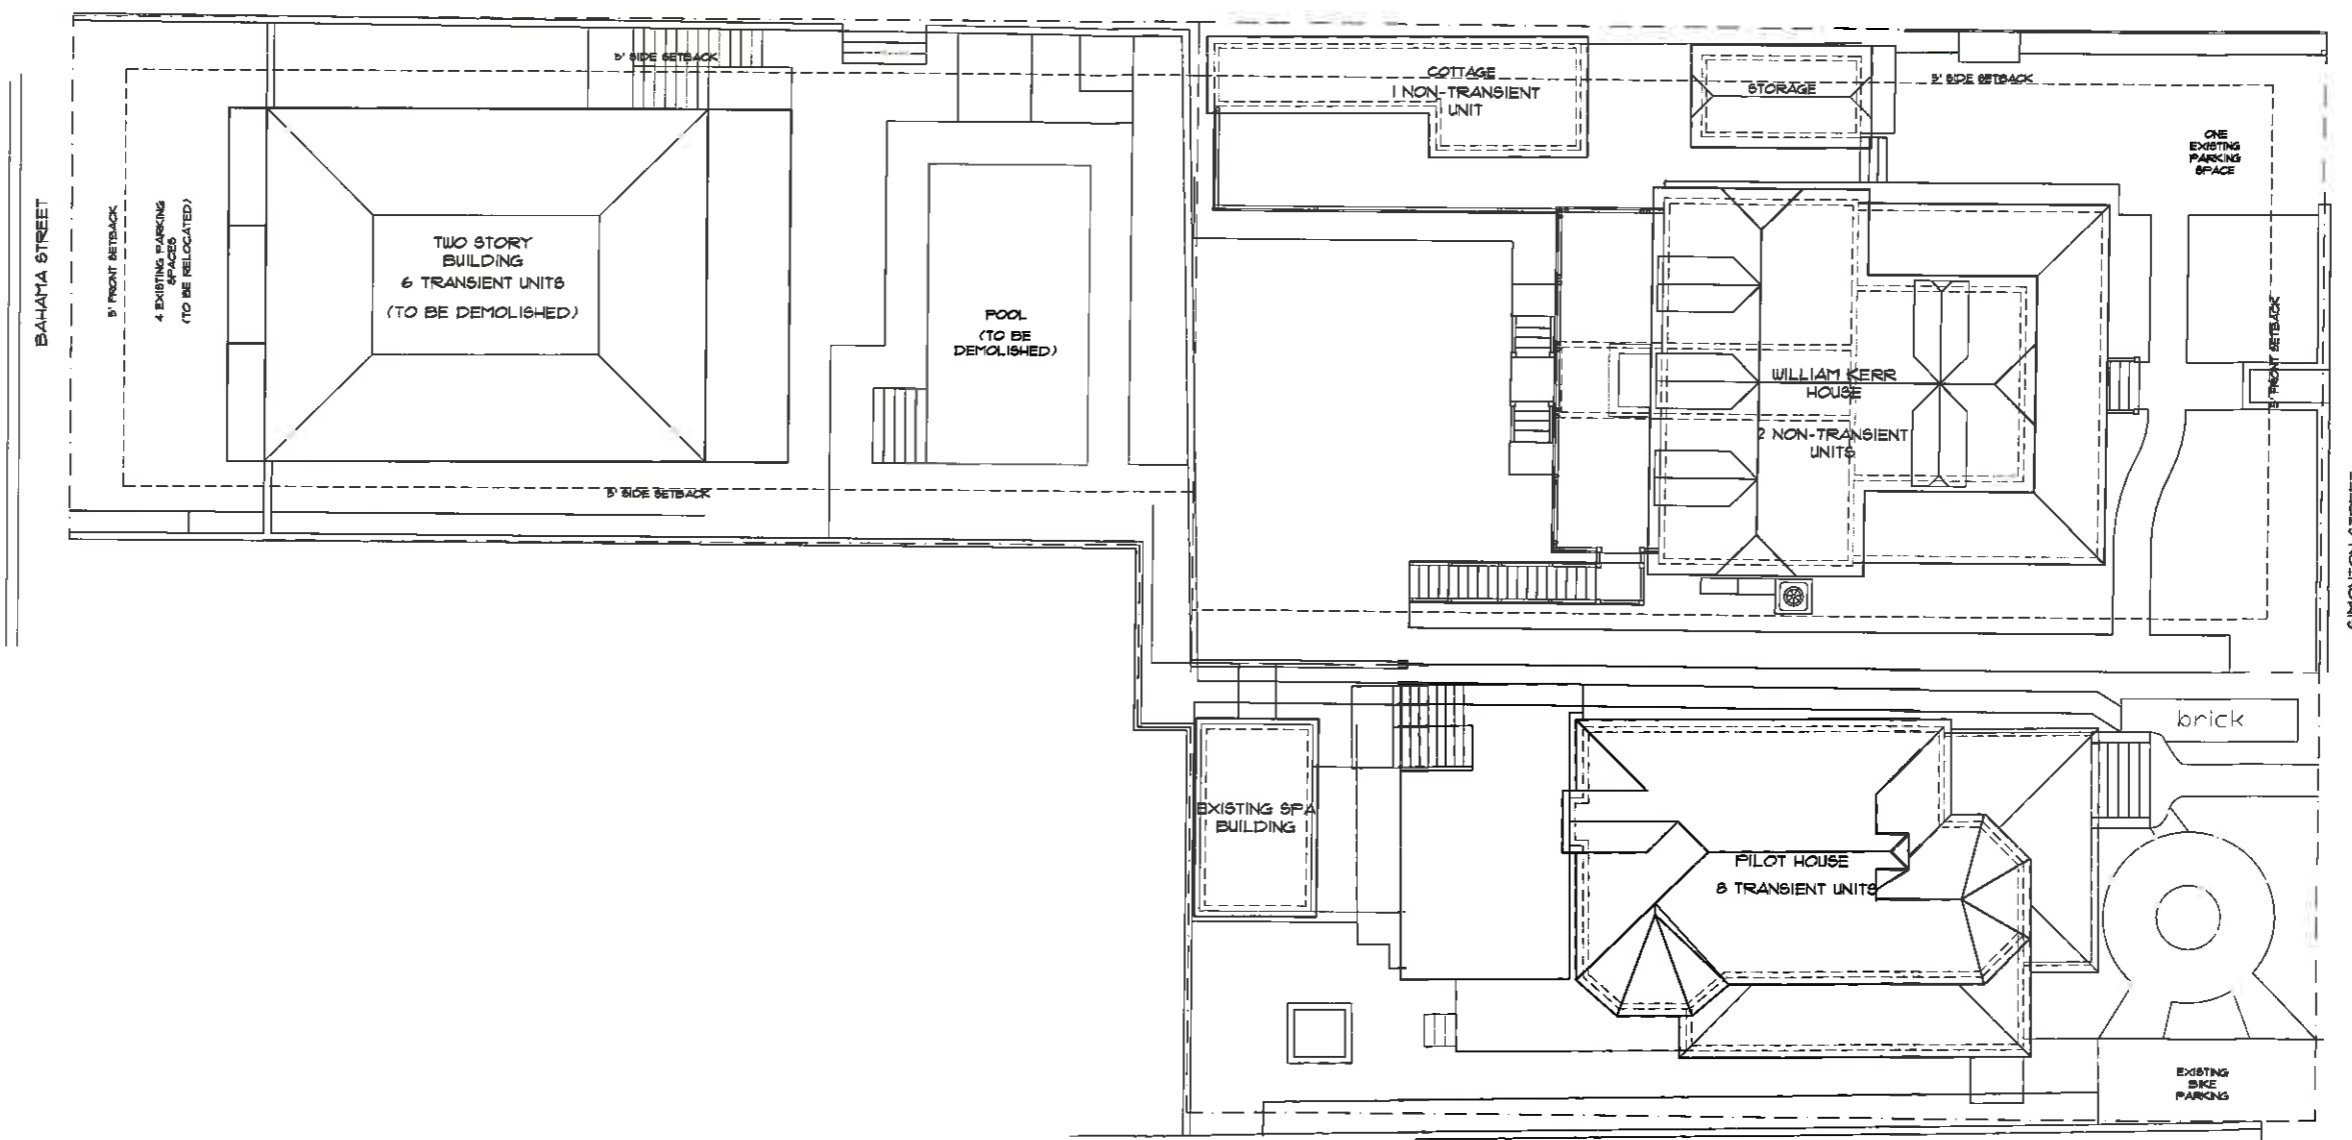 BAHAMA STREET
5' FRONT SETBACK
4 EXISTING PARKING
SPACES
(TO BE RELOCATED)
5' SIDE SETBACK
TWO STORY
BUILDING
6 TRANSIENT UNITS
(TO BE DEMOLISHED)
5' SIDE SETBACK
POOL
(TO BE
DEMOLISHED)
COTTAGE
1 NON-TRANSIENT
UNIT
STORAGE
5' SIDE SETBACK
ONE
EXISTING
PARKING
SPACE
WILLIAM KERR
HOUSE
2 NON-TRANSIENT
UNITS
5' FRONT SETBACK
brick
EXISTING SPA
BUILDING
PILOT HOUSE
8 TRANSIENT UNITS
EXISTING
BIKE
PARKING